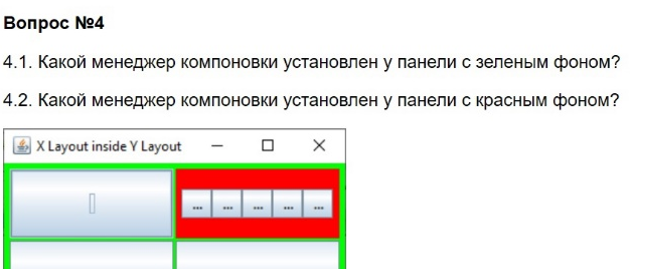 Вопрос №4
4.1. Какой менеджер компоновки установлен у панели с зеленым фоном?
4.2. Какой менеджер компоновки установлен у панели с красным фоном?
X Layout inside Y Layout
... ... ... ... ...